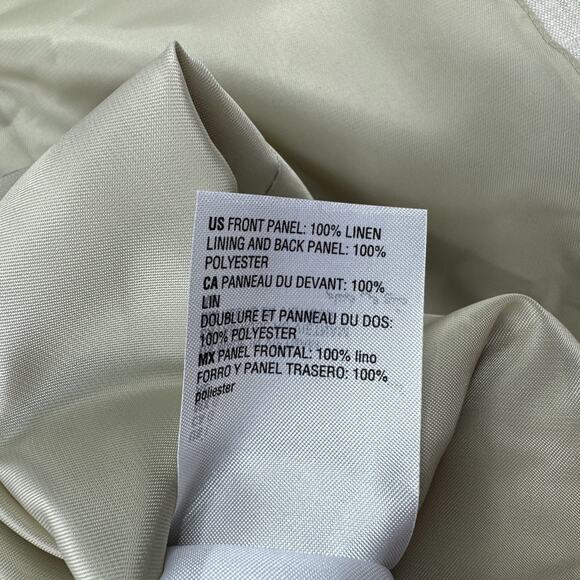 US FRONT PANEL: 100% LINEN
LINING AND BACK PANEL: 100%
POLYESTER
CA PANNEAU DU DEVANT: 100%
LIN
DOUBLURE ET PANNEAU DU DOS:
100% POLYESTER
MX PANEL FRONTAL: 100% lino
FORRO Y PANEL TRASERO: 100%
poliester